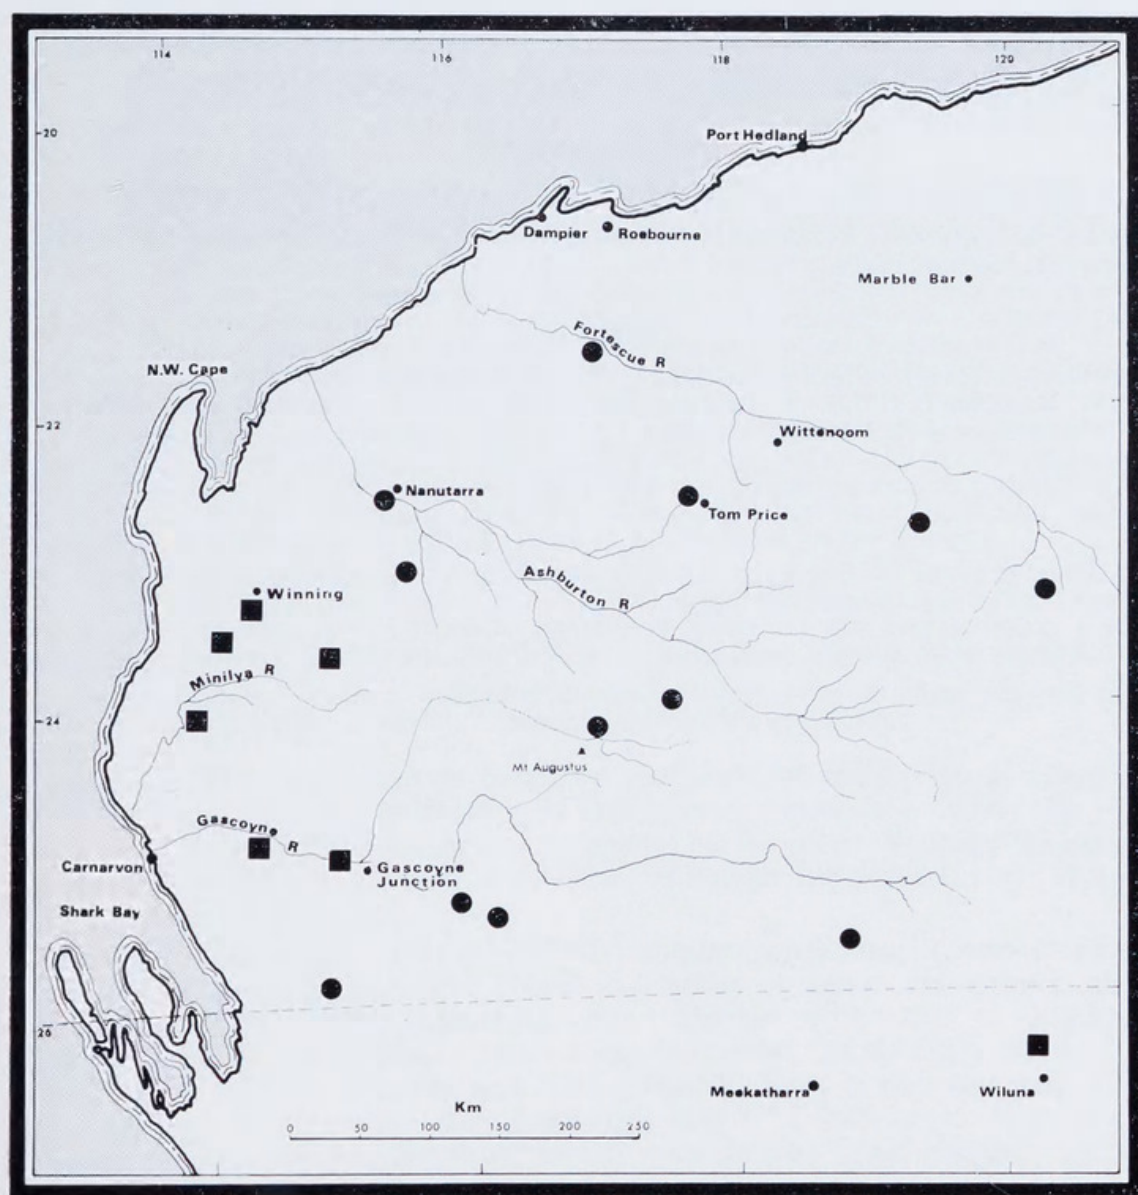 114
116
118
120
20
Port Hedland
Dampier
Roebourne
Marble Bar
Fortescue R
N.W. Cape
22
Wittenoom
Nanutarra
Tom Price
Ashburton R
Winning
Minilya R
24
Mt Augustus
Gascoyne R
Carnarvon
Gascoyne
Junction
Shark Bay
26
Meekatharra
Wiluna
Km
0 50 100 150 200 250